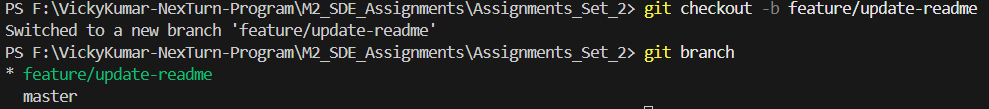 PS F:\VickyKumar-NexTurn-Program\M2_SDE_Assignments\Assignments_Set_2> git checkout -b feature/update-readme
Switched to a new branch 'feature/update-readme'
PS F:\VickyKumar-NexTurn-Program\M2_SDE_Assignments\Assignments_Set_2> git branch
* feature/update-readme
  master